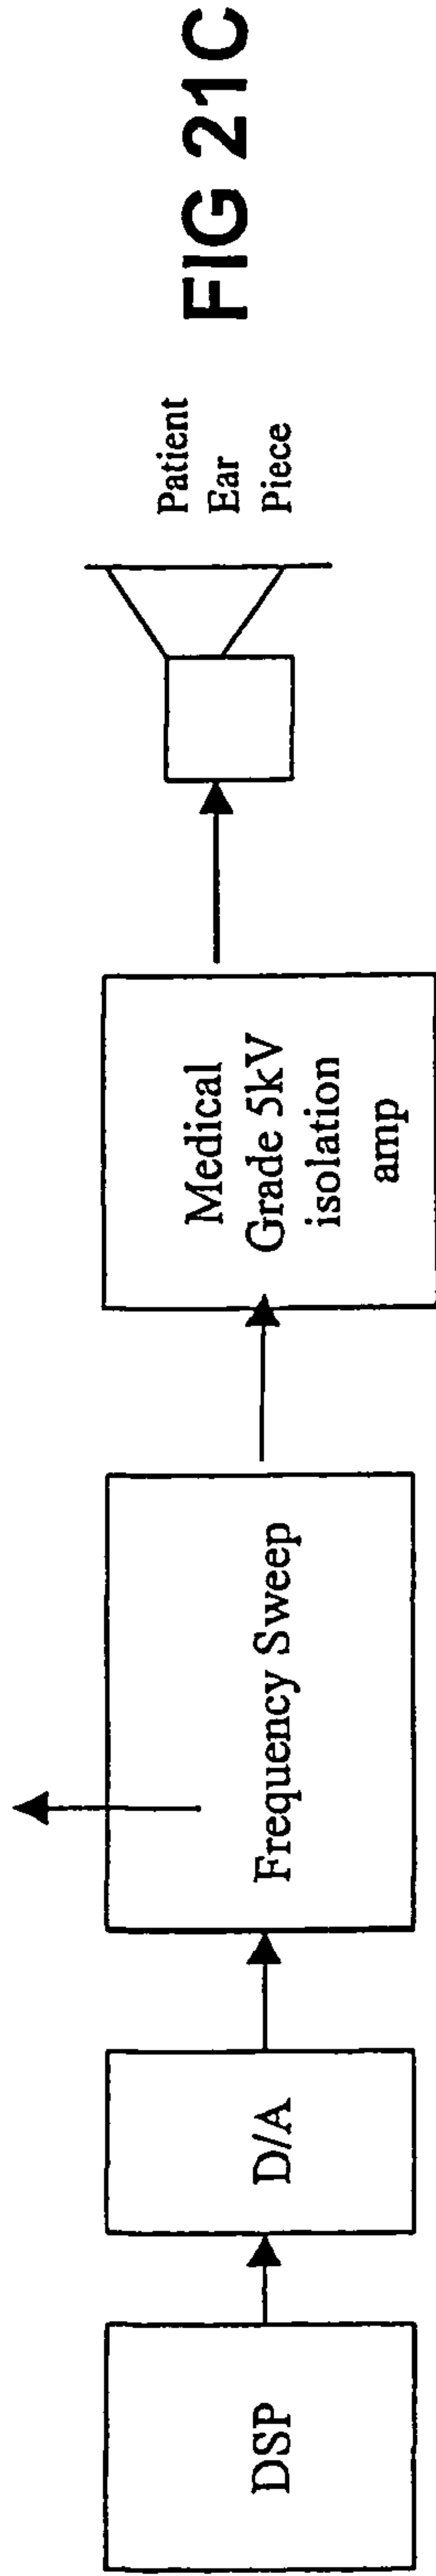 DSP
D/A
Frequency Sweep
Medical
Grade 5kV
isolation
amp
Patient
Ear
Piece
FIG 21C